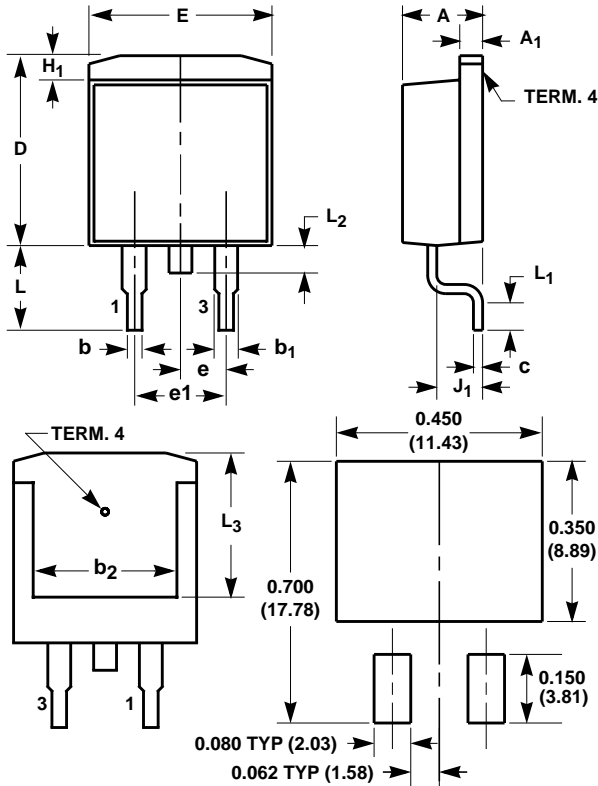 E
A
A1
H1
TERM. 4
D
L2
L
L1
1
3
b
b1
e
c
e1
J1
TERM. 4
0.450
(11.43)
L3
b2
0.350
(8.89)
0.700
(17.78)
3
1
0.150
(3.81)
0.080 TYP (2.03)
0.062 TYP (1.58)